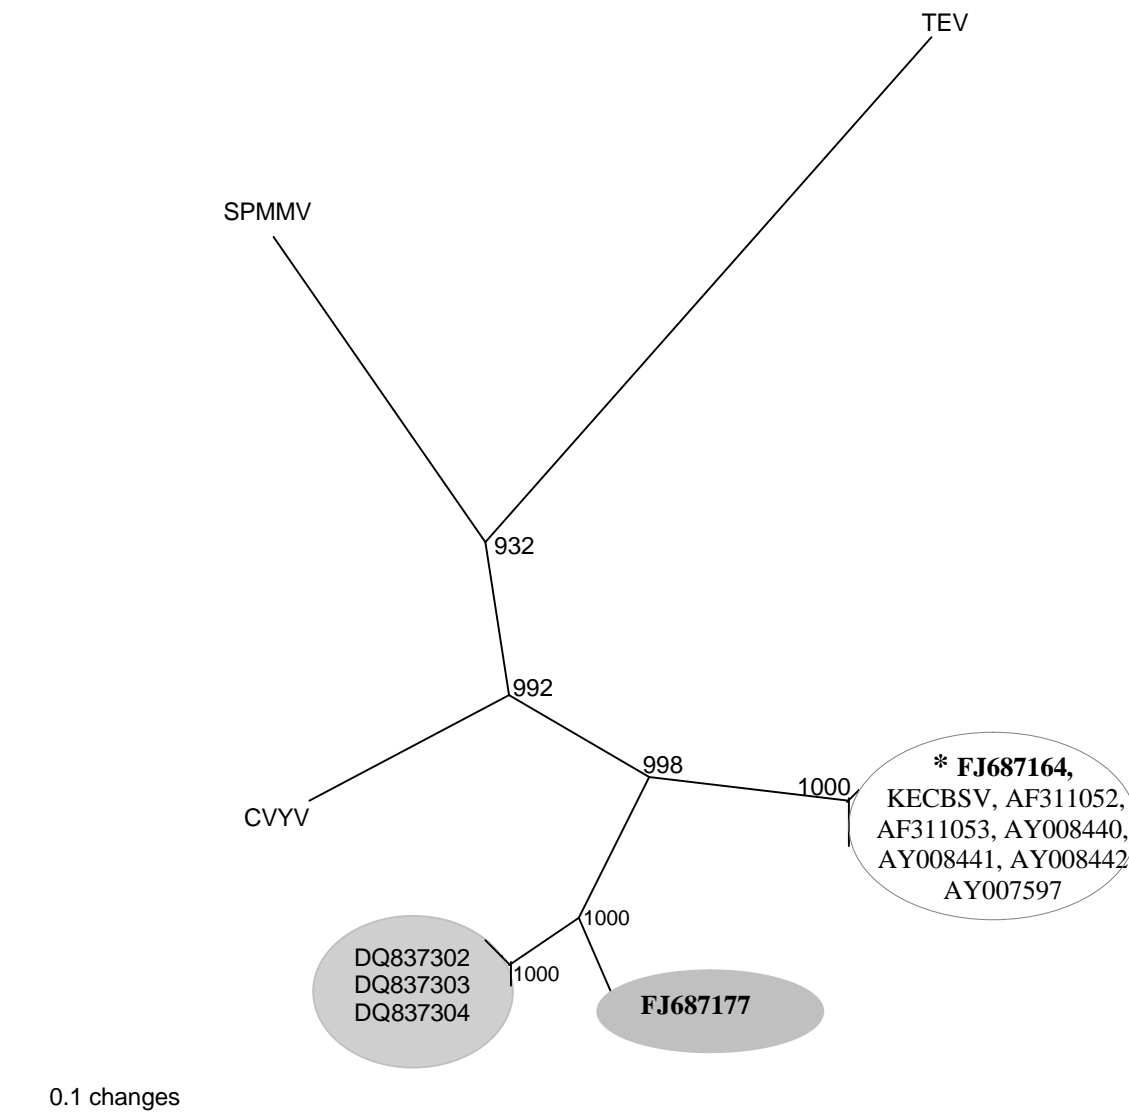 TEV
SPMMV
932
992
998
1000
* FJ687164,
KECBSV, AF311052,
AF311053, AY008440,
AY008441, AY008442
AY007597
CVYV
1000
DQ837302
DQ837303
DQ837304
1000
FJ687177
0.1 changes